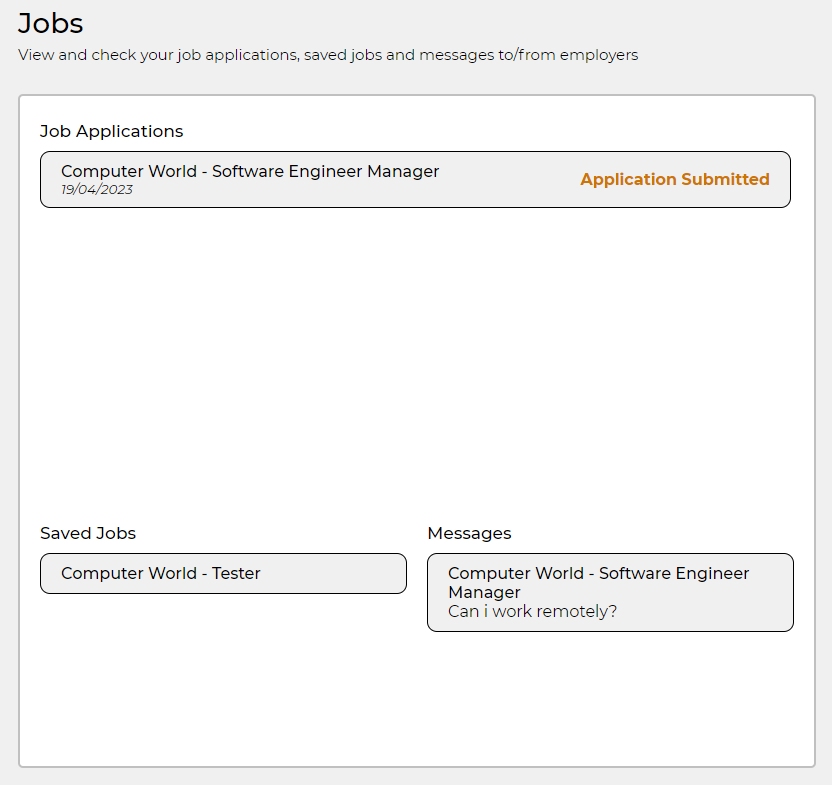 Jobs
View and check your job applications, saved jobs and messages to/from employers
Job Applications
Computer World - Software Engineer Manager
19/04/2023
Application Submitted
Saved Jobs
Computer World - Tester
Messages
Computer World - Software Engineer
Manager
Can i work remotely?